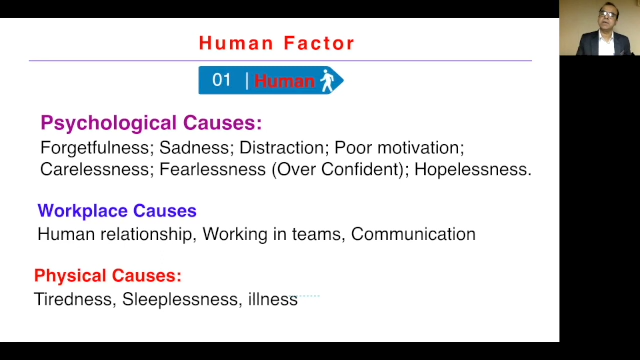 Human Factor
01 | Human
Psychological Causes:
Forgetfulness; Sadness; Distraction; Poor motivation;
Carelessness; Fearlessness (Over Confident); Hopelessness.
Workplace Causes
Human relationship, Working in teams, Communication
Physical Causes:
Tiredness, Sleeplessness, illness